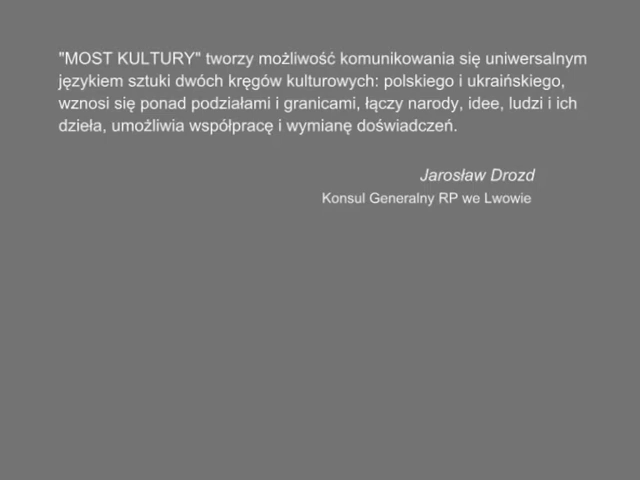 "MOST KULTURY" tworzy możliwość komunikowania się uniwersalnym
językiem sztuki dwóch kręgów kulturowych: polskiego i ukraińskiego,
wznosi się ponad podziałami i granicami, łączy narody, idee, ludzi i ich
dzieła, umożliwia współpracę i wymianę doświadczeń.
Jarosław Drozd
Konsul Generalny RP we Lwowie